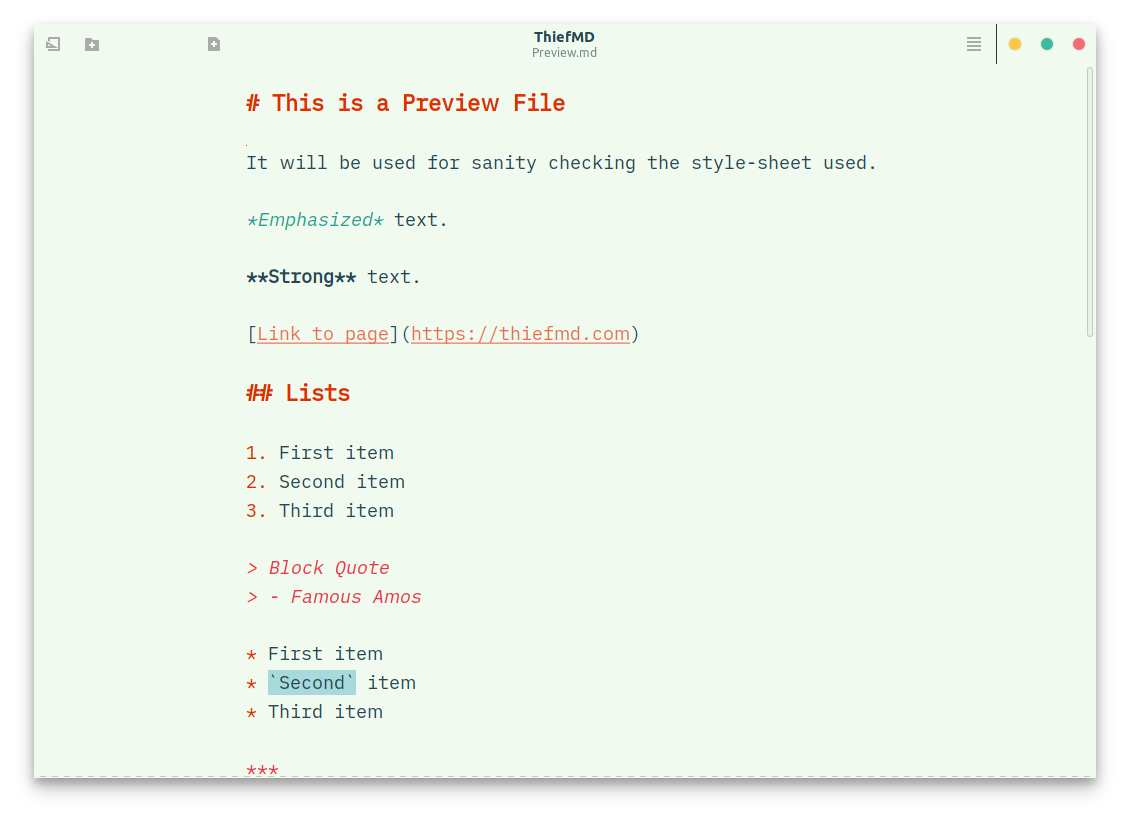 ThiefMD
Preview.md
# This is a Preview File
It will be used for sanity checking the style-sheet used.
*Emphasized* text.
**Strong** text.
[Link to page](https://thiefmd.com)
## Lists
1. First item
2. Second item
3. Third item
> Block Quote
> - Famous Amos
* First item
* `Second` item
* Third item
***